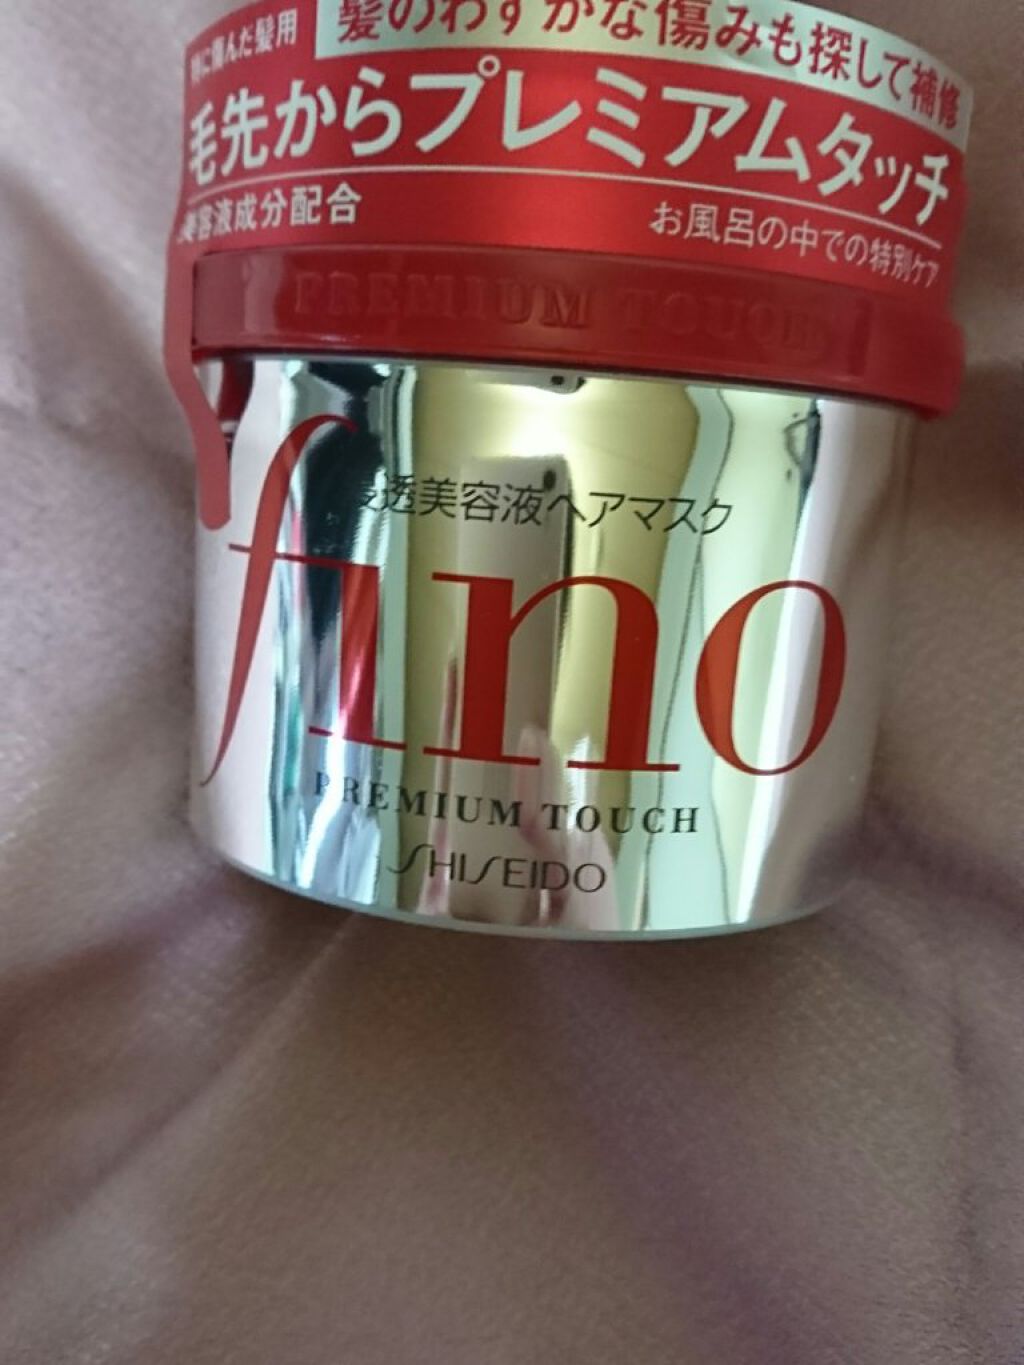 特に傷んだ髪用
髪のわずかな傷みも探して補修
毛先からプレミアムタッチ
美容液成分配合
お風呂の中での特別ケア
PREMIUM TOUCH
浸透美容液ヘアマスク
fino
PREMIUM TOUCH
SHISEIDO